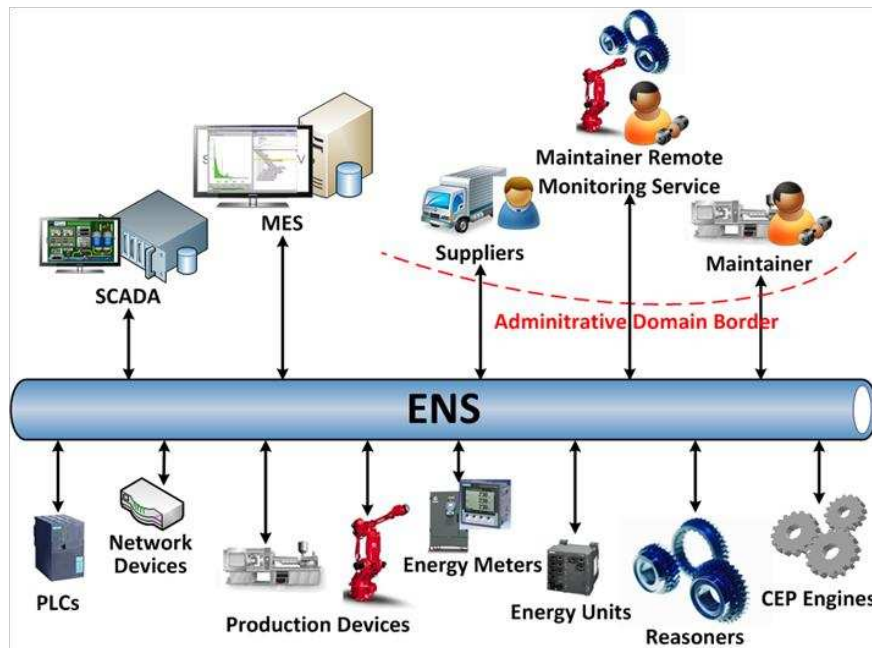 Maintainer Remote
Monitoring Service
MES
Suppliers
Maintainer
SCADA
Adminitrative Domain Border
ENS
PLCs
Network
Devices
Production Devices
Energy Meters
Energy Units
Reasoners
CEP Engines